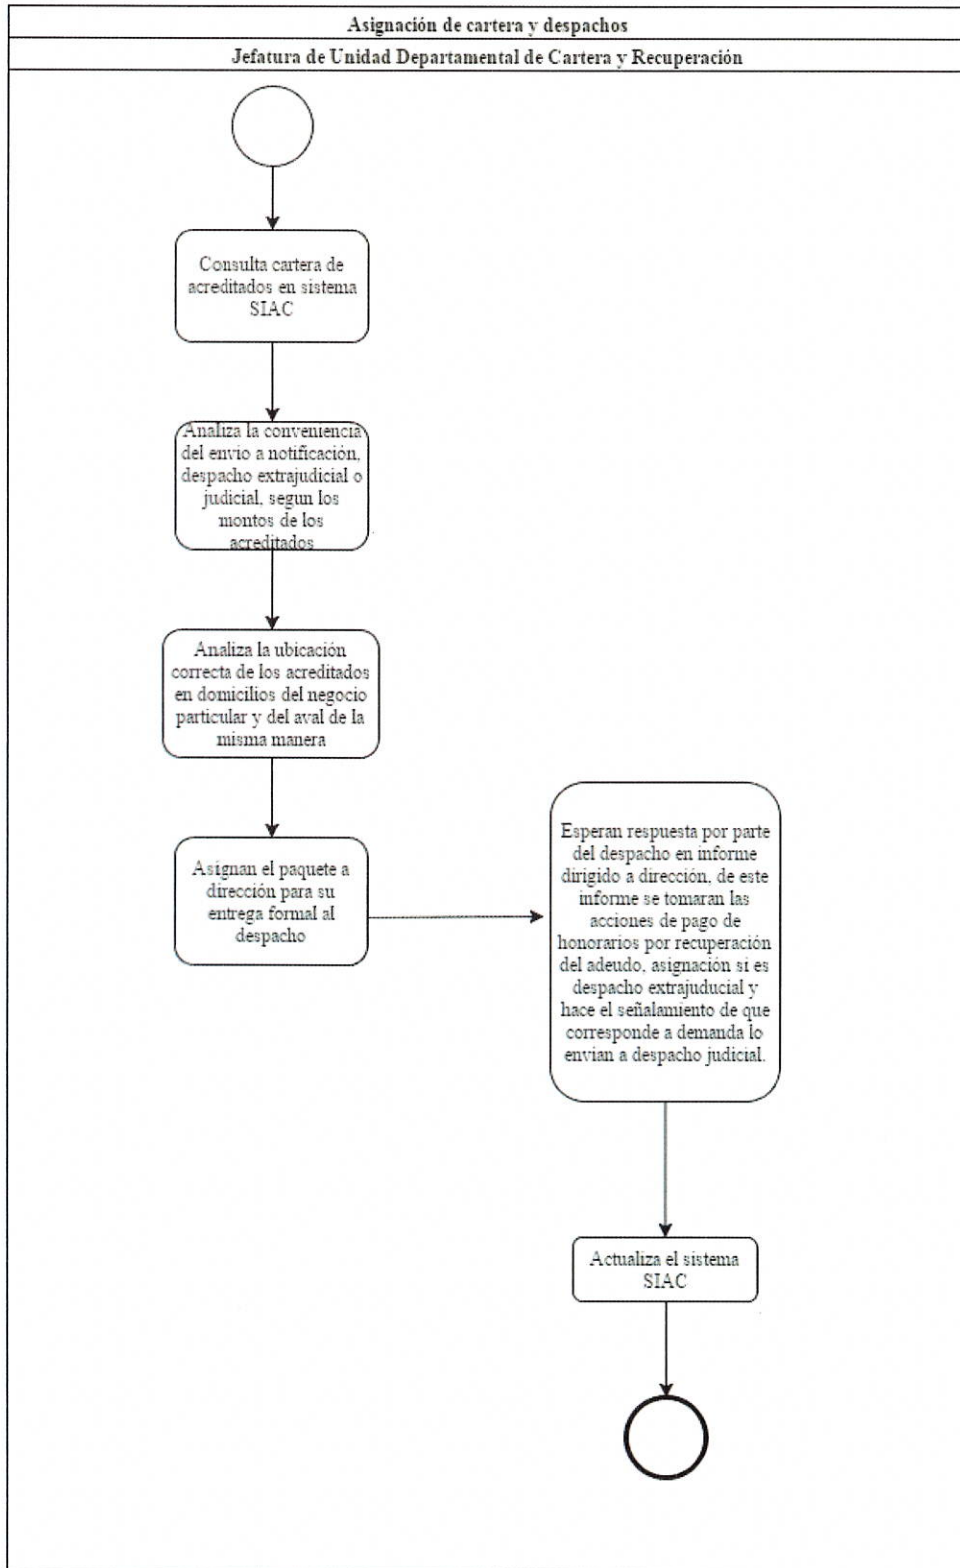 Asignación de cartera y despachos
Jefatura de Unidad Departamental de Cartera y Recuperación
Consulta cartera de
acreditados en sistema
SIAC
Analiza la conveniencia
del envio a notificación,
despacho extrajudicial o
judicial, segun los
montos de los
acreditados
Analiza la ubicación
correcta de los acreditados
en domicilios del negocio
particular y del aval de la
misma manera
Asignan el paquete a
dirección para su
entrega formal al
despacho
Esperan respuesta por parte
del despacho en informe
dirigido a dirección, de este
informe se tomaran las
acciones de pago de
honorarios por recuperación
del adeudo, asignación si es
despacho extrajuducial y
hace el señalamiento de que
corresponde a demanda lo
envian a despacho judicial.
Actualiza el sistema
SIAC